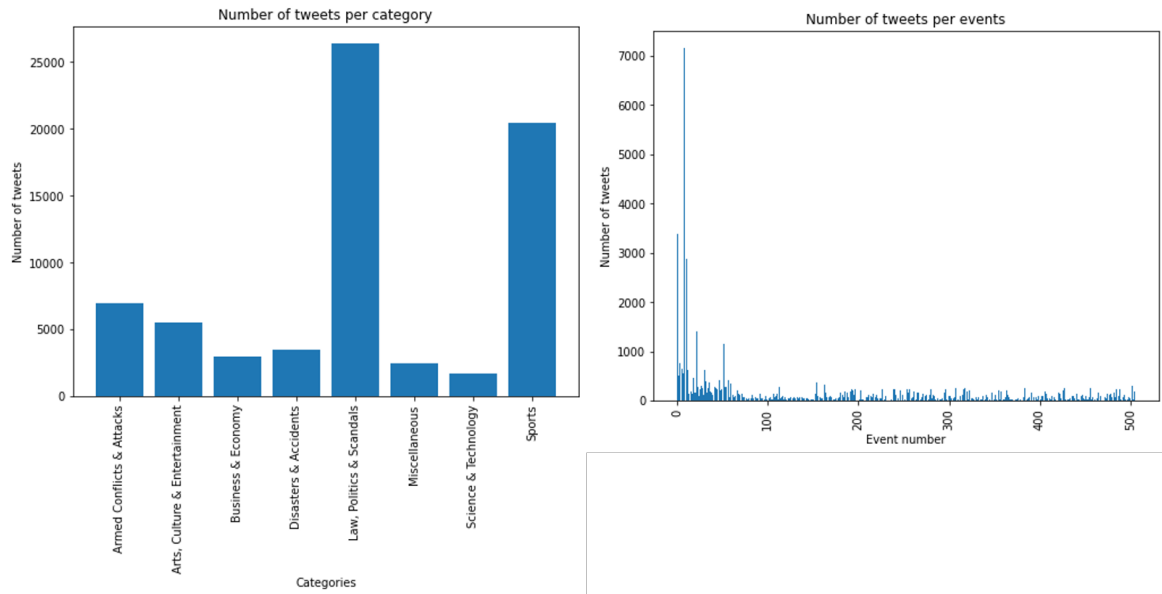 Number of tweets per category
Number of tweets
25000
20000
15000
10000
5000
0
Armed Conflicts & Attacks
Arts, Culture & Entertainment
Business & Economy
Disasters & Accidents
Law, Politics & Scandals
Miscellaneous
Science & Technology
Sports
Categories
Number of tweets per events
Number of tweets
7000
6000
5000
4000
3000
2000
1000
0
0
100
200
300
400
500
Event number